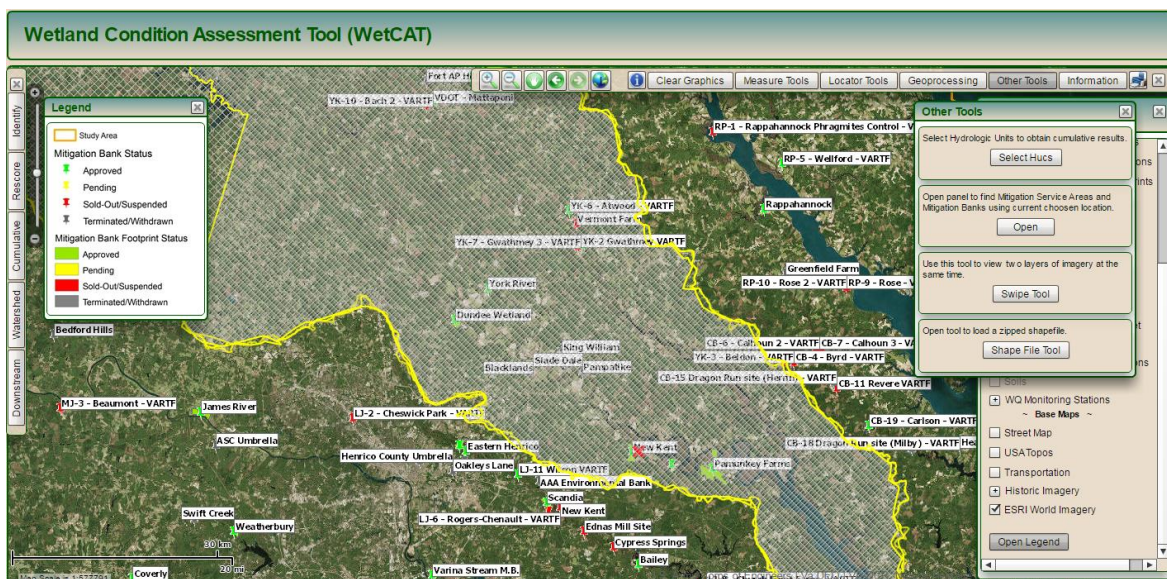 Wetland Condition Assessment Tool (WetCAT)
Clear Graphics
Measure Tools
Locator Tools
Geoprocessing
Other Tools
Information
Identify
Rescore
Cumulative
Watershed
Downstream
Legend
Study Area
Mitigation Bank Status
Approved
Pending
Sold-Out/Suspended
Terminated/Withdrawn
Mitigation Bank Footprint Status
Approved
Pending
Sold-Out/Suspended
Terminated/Withdrawn
Other Tools
Select Hydrologic Units to obtain cumulative results.
Select Hucs
Open panel to find Mitigation Service Areas and
Mitigation Banks using current choosen location.
Open
Use this tool to view two layers of imagery at the
same time.
Swipe Tool
Open tool to load a zipped shapefile.
Shape File Tool
Soils
WQ Monitoring Stations
~ Base Maps ~
Street Map
USATopos
Transportation
Historic Imagery
ESRI World Imagery
Open Legend
YK-19 - Bach 2 - VARTF
VDOT - Mattaponi
RP-1 - Rappahannock Phragmites Control -
RP-5 - Wellford - VARTF
YK-6 - Atwood - VARTF
Rappahannock
Vermont Farm
YK-7 - Gwathmey 3 - VARTF
YK-2 Gwathmey VARTF
Greenfield Farm
RP-10 - Rose 2 - VARTF
RP-9 - Rose -
York River
Dundee Wetland
Bedford Hills
King William
Slade Dale
Blacklands
Pampatike
CB-6 - Calhoun 2 - VARTF
CB-7 - Calhoun 3 -
YK-3 - Beldon - VARTF
CB-4 - Byrd - VARTF
CB-15 Dragon Run site (Herrn) - VARTF
CB-11 Revere VARTF
MJ-3 - Beaumont - VARTF
James River
LJ-2 - Cheswick Park - VARTF
CB-19 - Carlson - VARTF
ASC Umbrella
Eastern Henrico
CB-18 Dragon Run site (Milby) - VARTF
New Kent
Henrico County Umbrella
Oakleys Lane
LJ-11 Wilson VARTF
Pamunkey Farms
AAA Environmental Bank
Scandia
New Kent
Swift Creek
Weatherbury
LJ-6 - Rogers-Chenault - VARTF
Ednas Mill Site
Cypress Springs
Bailey
30 km
20 mi
Coverly
Varina Stream M.B.